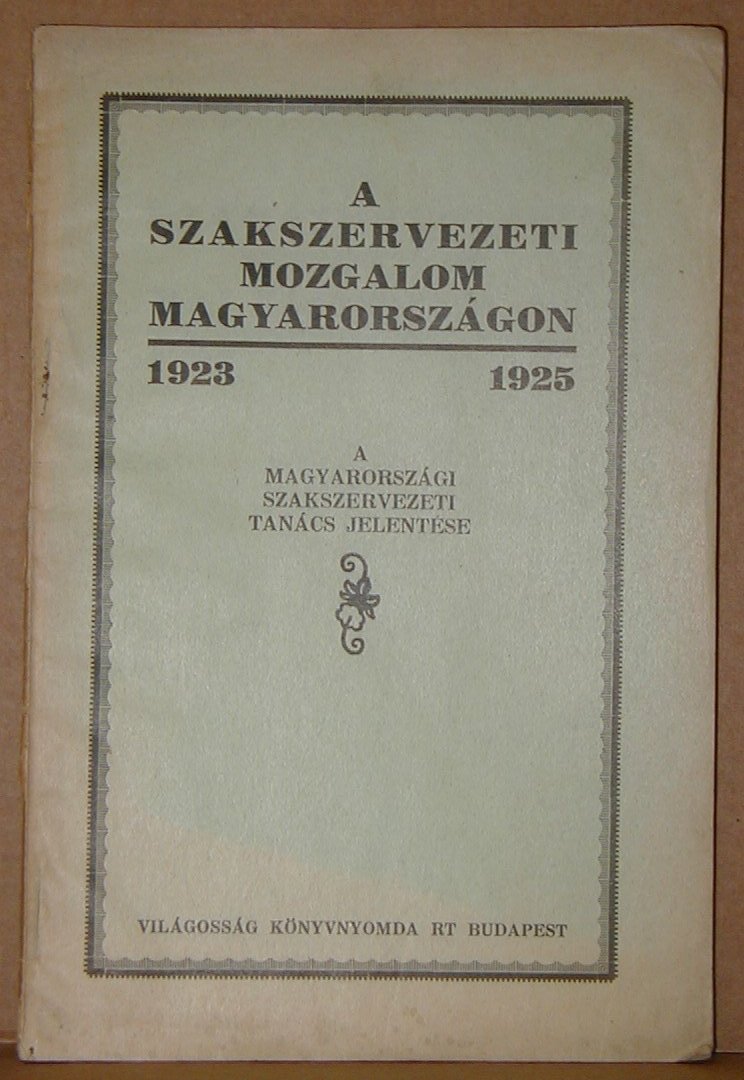 A
SZAKSZERVEZETI
MOZGALOM
MAGYARORSZÁGON
1923 1925
A
MAGYARORSZÁGI
SZAKSZERVEZETI
TANÁCS JELENTÉSE
VILÁGOSSÁG KÖNYVNYOMDA RT BUDAPEST